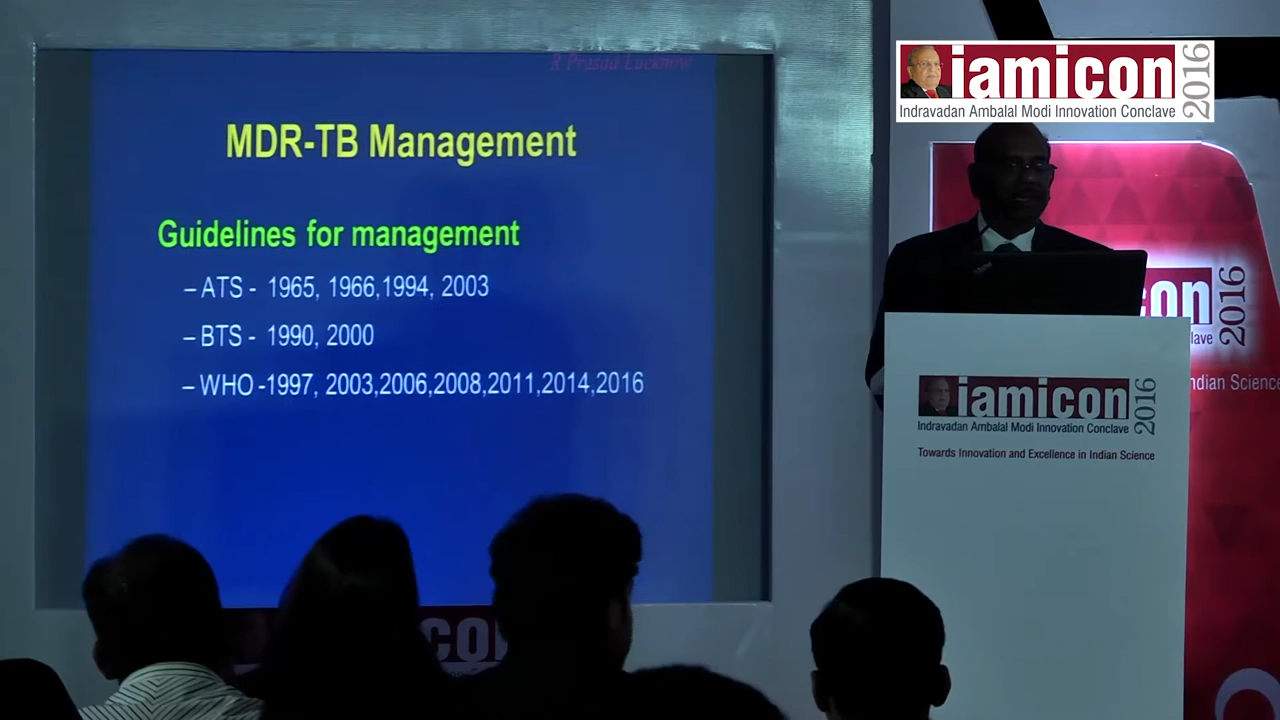 R Prasad Lucknow
MDR-TB Management
Guidelines for management
– ATS - 1965, 1966,1994, 2003
– BTS - 1990, 2000
– WHO -1997, 2003,2006,2008,2011,2014,2016
iamicon 2016
Indravadan Ambalal Modi Innovation Conclave
con 2016
lave
ndian Science
iamicon 2016
Indravadan Ambalal Modi Innovation Conclave
Towards Innovation and Excellence in Indian Science
con